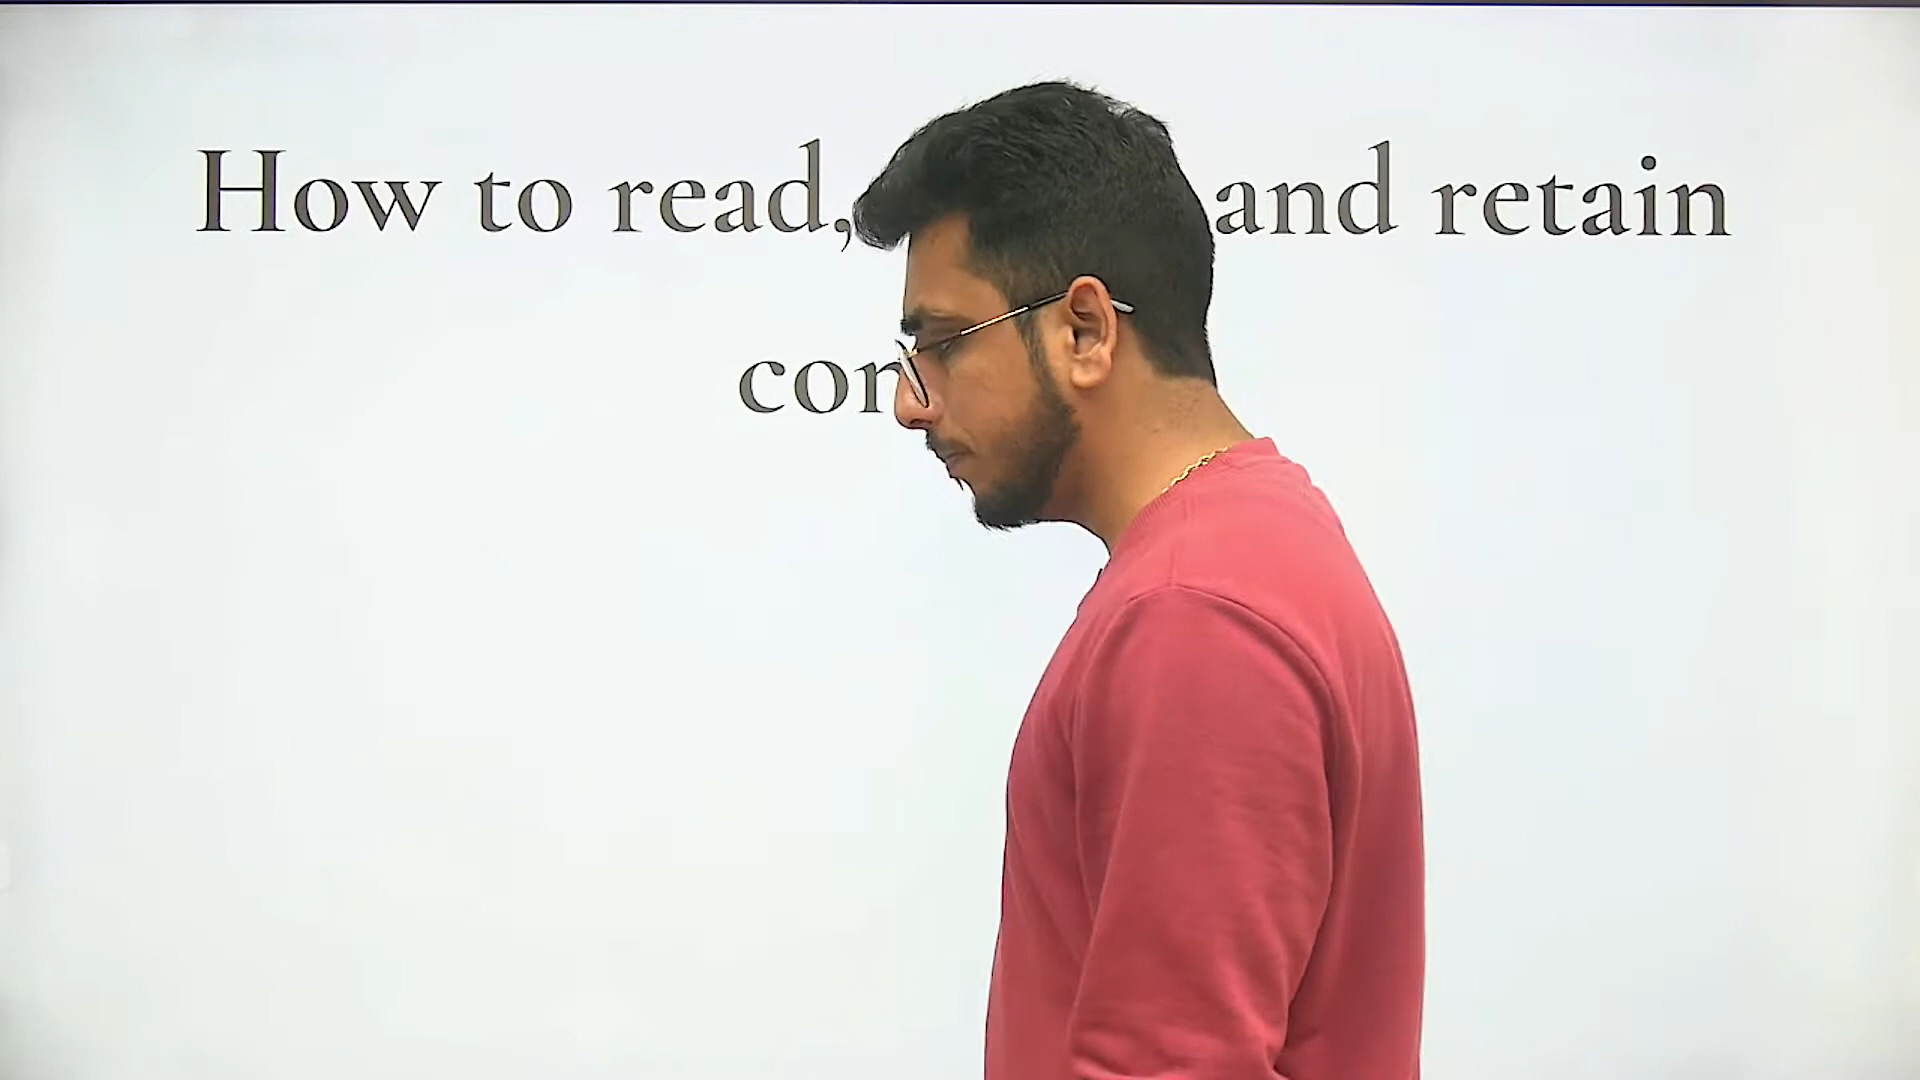 How to read, and retain